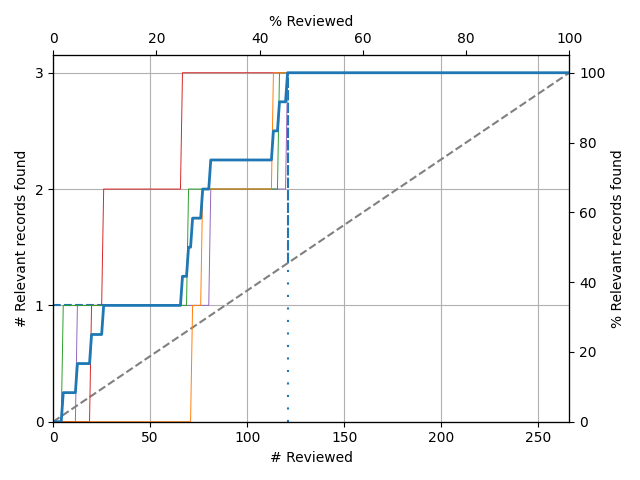 % Reviewed
0 20 40 60 80 100
3 100
80
2
60
40
1
20
0 0
0 50 100 150 200 250
# Reviewed
# Relevant records found
% Relevant records found